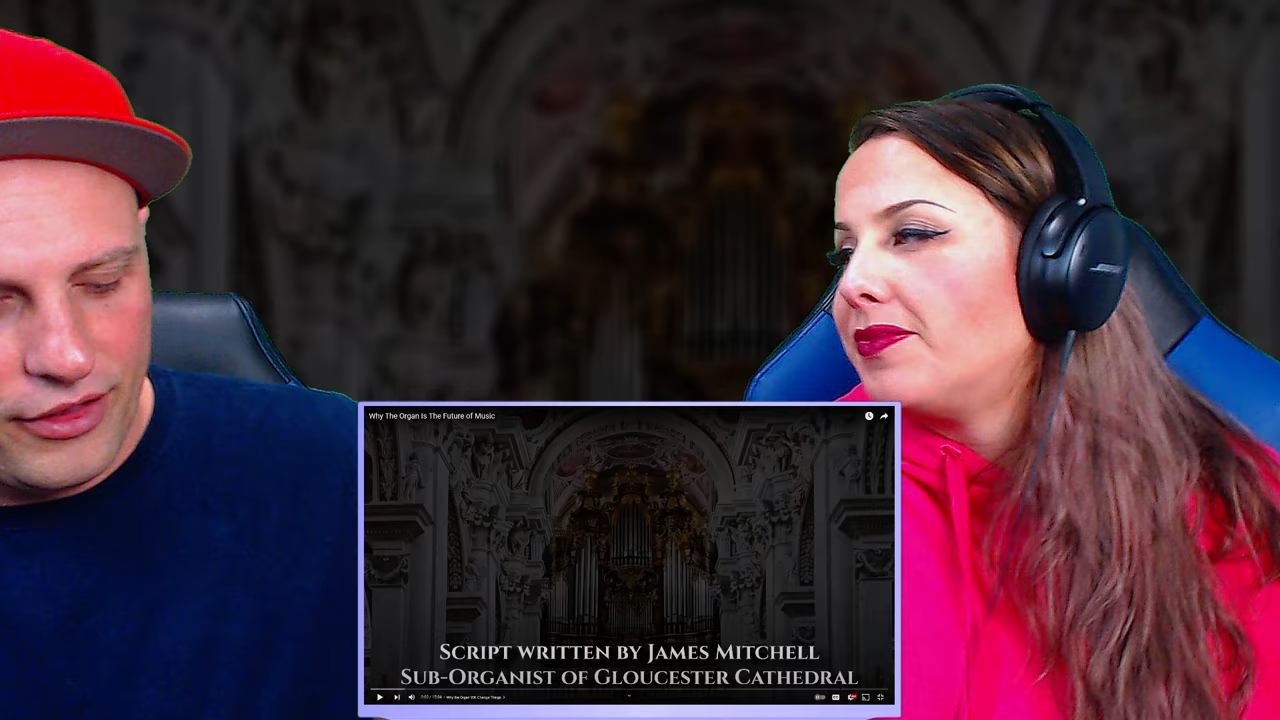 Why The Organ Is The Future of Music
SCRIPT WRITTEN BY JAMES MITCHELL
SUB-ORGANIST OF GLOUCESTER CATHEDRAL